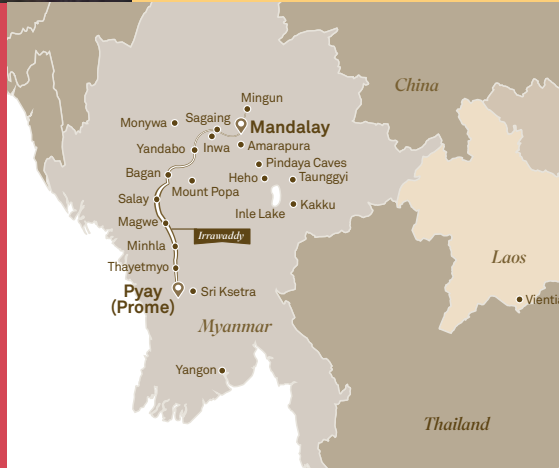 China
Mingun
Monywa
Sagaing
Mandalay
Yandabo
Inwa
Amarapura
Pindaya Caves
Bagan
Heho
Taunggyi
Mount Popa
Salay
Kakku
Inle Lake
Magwe
Irrawaddy
Minhla
Laos
Thayetmyo
Pyay
(Prome)
Sri Ksetra
Vientia
Myanmar
Yangon
Thailand